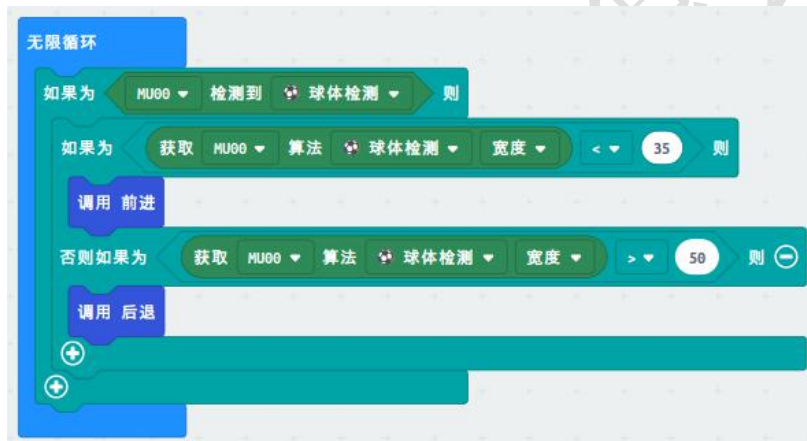 无限循环
如果为 MU00 检测到 球体检测 则
如果为 获取 MU00 算法 球体检测 宽度 < 35 则
调用 前进
否则如果为 获取 MU00 算法 球体检测 宽度 > 50 则
调用 后退